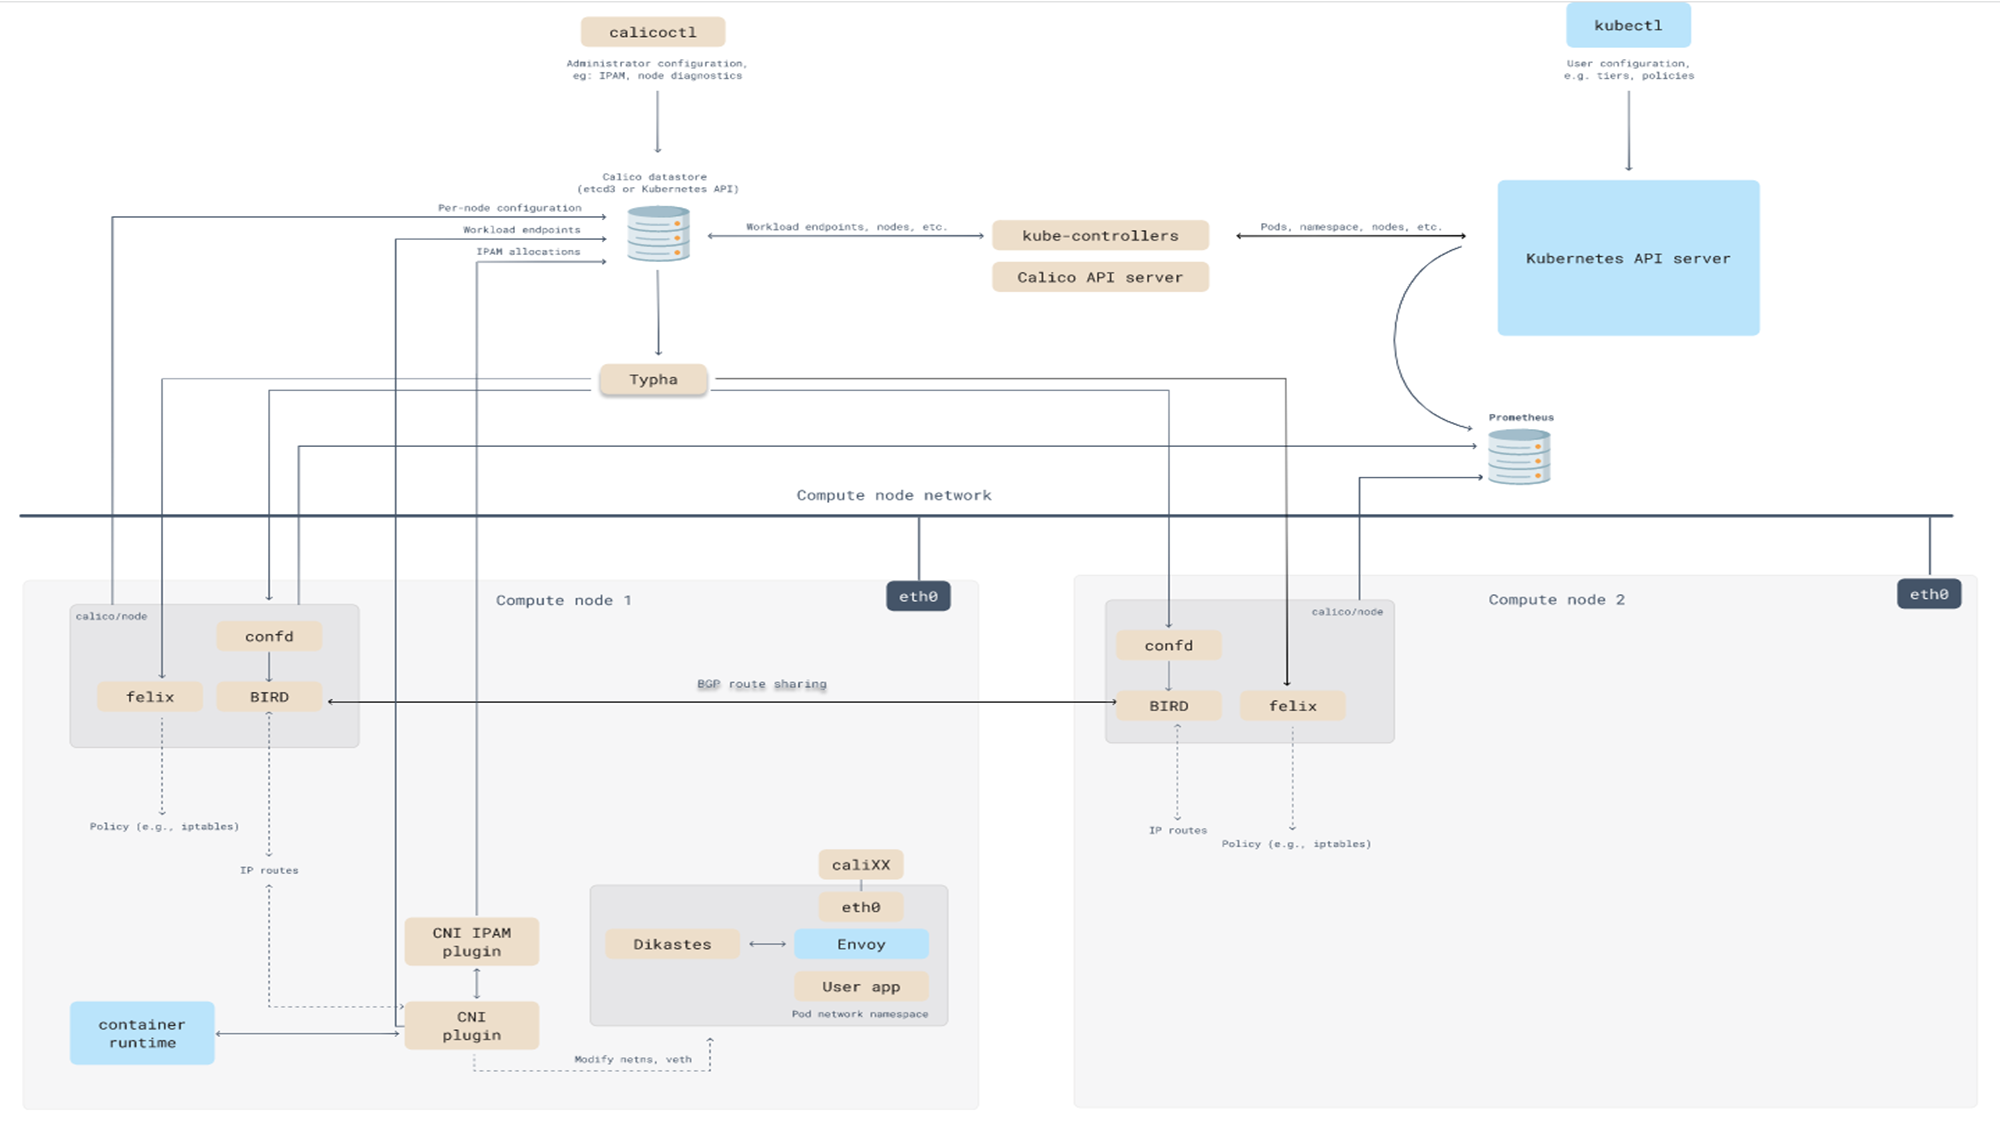 calicoctl
Administrator configuration,
eg: IPAM, node diagnostics
kubectl
User configuration,
e.g. tiers, policies
Calico datastore
(etcd3 or Kubernetes API)
Per-node configuration
Workload endpoints
IPAM allocations
Workload endpoints, nodes, etc.
kube-controllers
Calico API server
Pods, namespace, nodes, etc.
Kubernetes API server
Typha
Prometheus
Compute node network
Compute node 1
eth0
calico/node
confd
felix
BIRD
BGP route sharing
Policy (e.g., iptables)
IP routes
CNI IPAM
plugin
CNI
plugin
container
runtime
Modify netns, veth
caliXX
eth0
Dikastes
Envoy
User app
Pod network namespace
Compute node 2
eth0
calico/node
confd
BIRD
felix
IP routes
Policy (e.g., iptables)